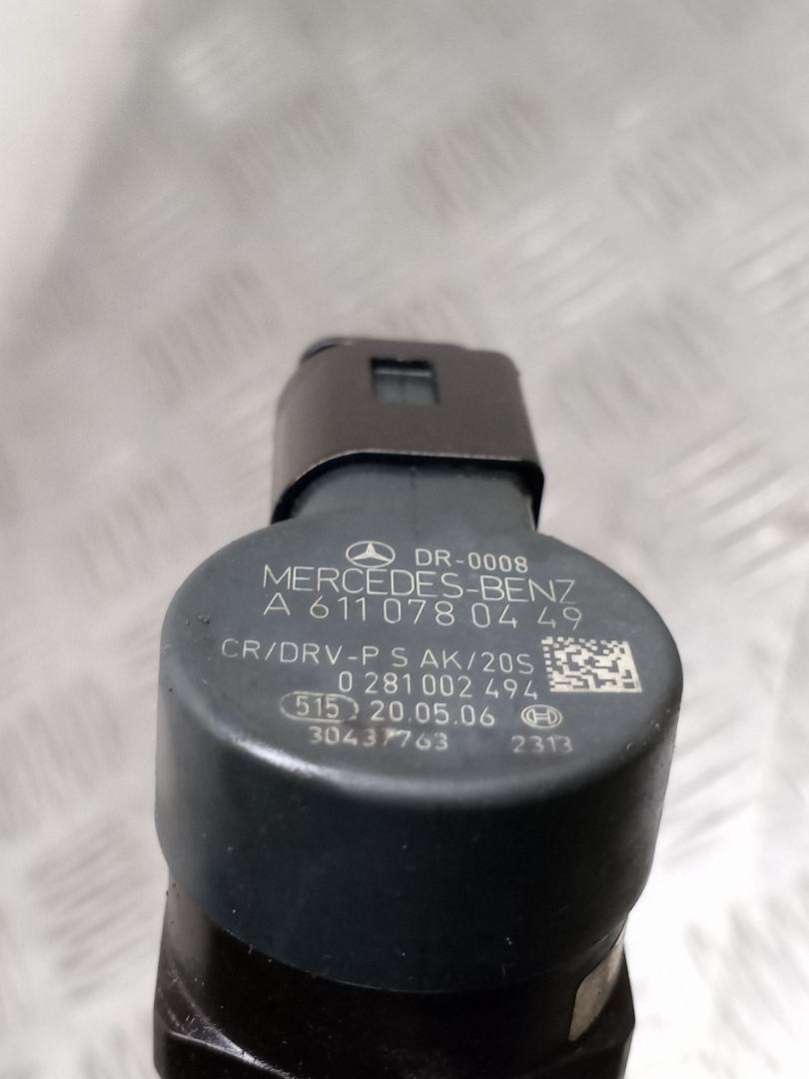 DR-0008
MERCEDES-BENZ
A 611 078 04 49
CR/DRV-P S AK/20S
0 281 002 494
515 20.05.06
30437763 2313